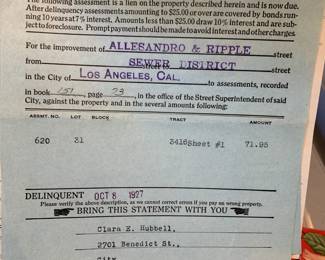 The following assessment is a lien on the property described herein and is now due.
After delinquency assessments amounting to $25.00 or over are covered by bonds run-
ning 10 years at 7% interest. Amounts less than $25.00 draw 10% interest and are sub-
ject to foreclosure. Prompt payment should be made to avoid interest and other charges
For the improvement of ALLESANDRO & RIPPLE street
from SEWER DISTRICT street
in the City of Los Angeles, Cal. to assessments, recorded
in book 151, page 23, in the office of the Street Superintendent of said
City, against the property and in the several amounts following:
ASSMT. NO. LOT BLOCK TRACT AMOUNT
620 31 3416 Sheet #1 71.95
DELINQUENT OCT 8 1927
Please verify the above description, as we cannot correct errors if you pay on wrong property.
BRING THIS STATEMENT WITH YOU
Clara E. Hubbell,
2701 Benedict St.,
City